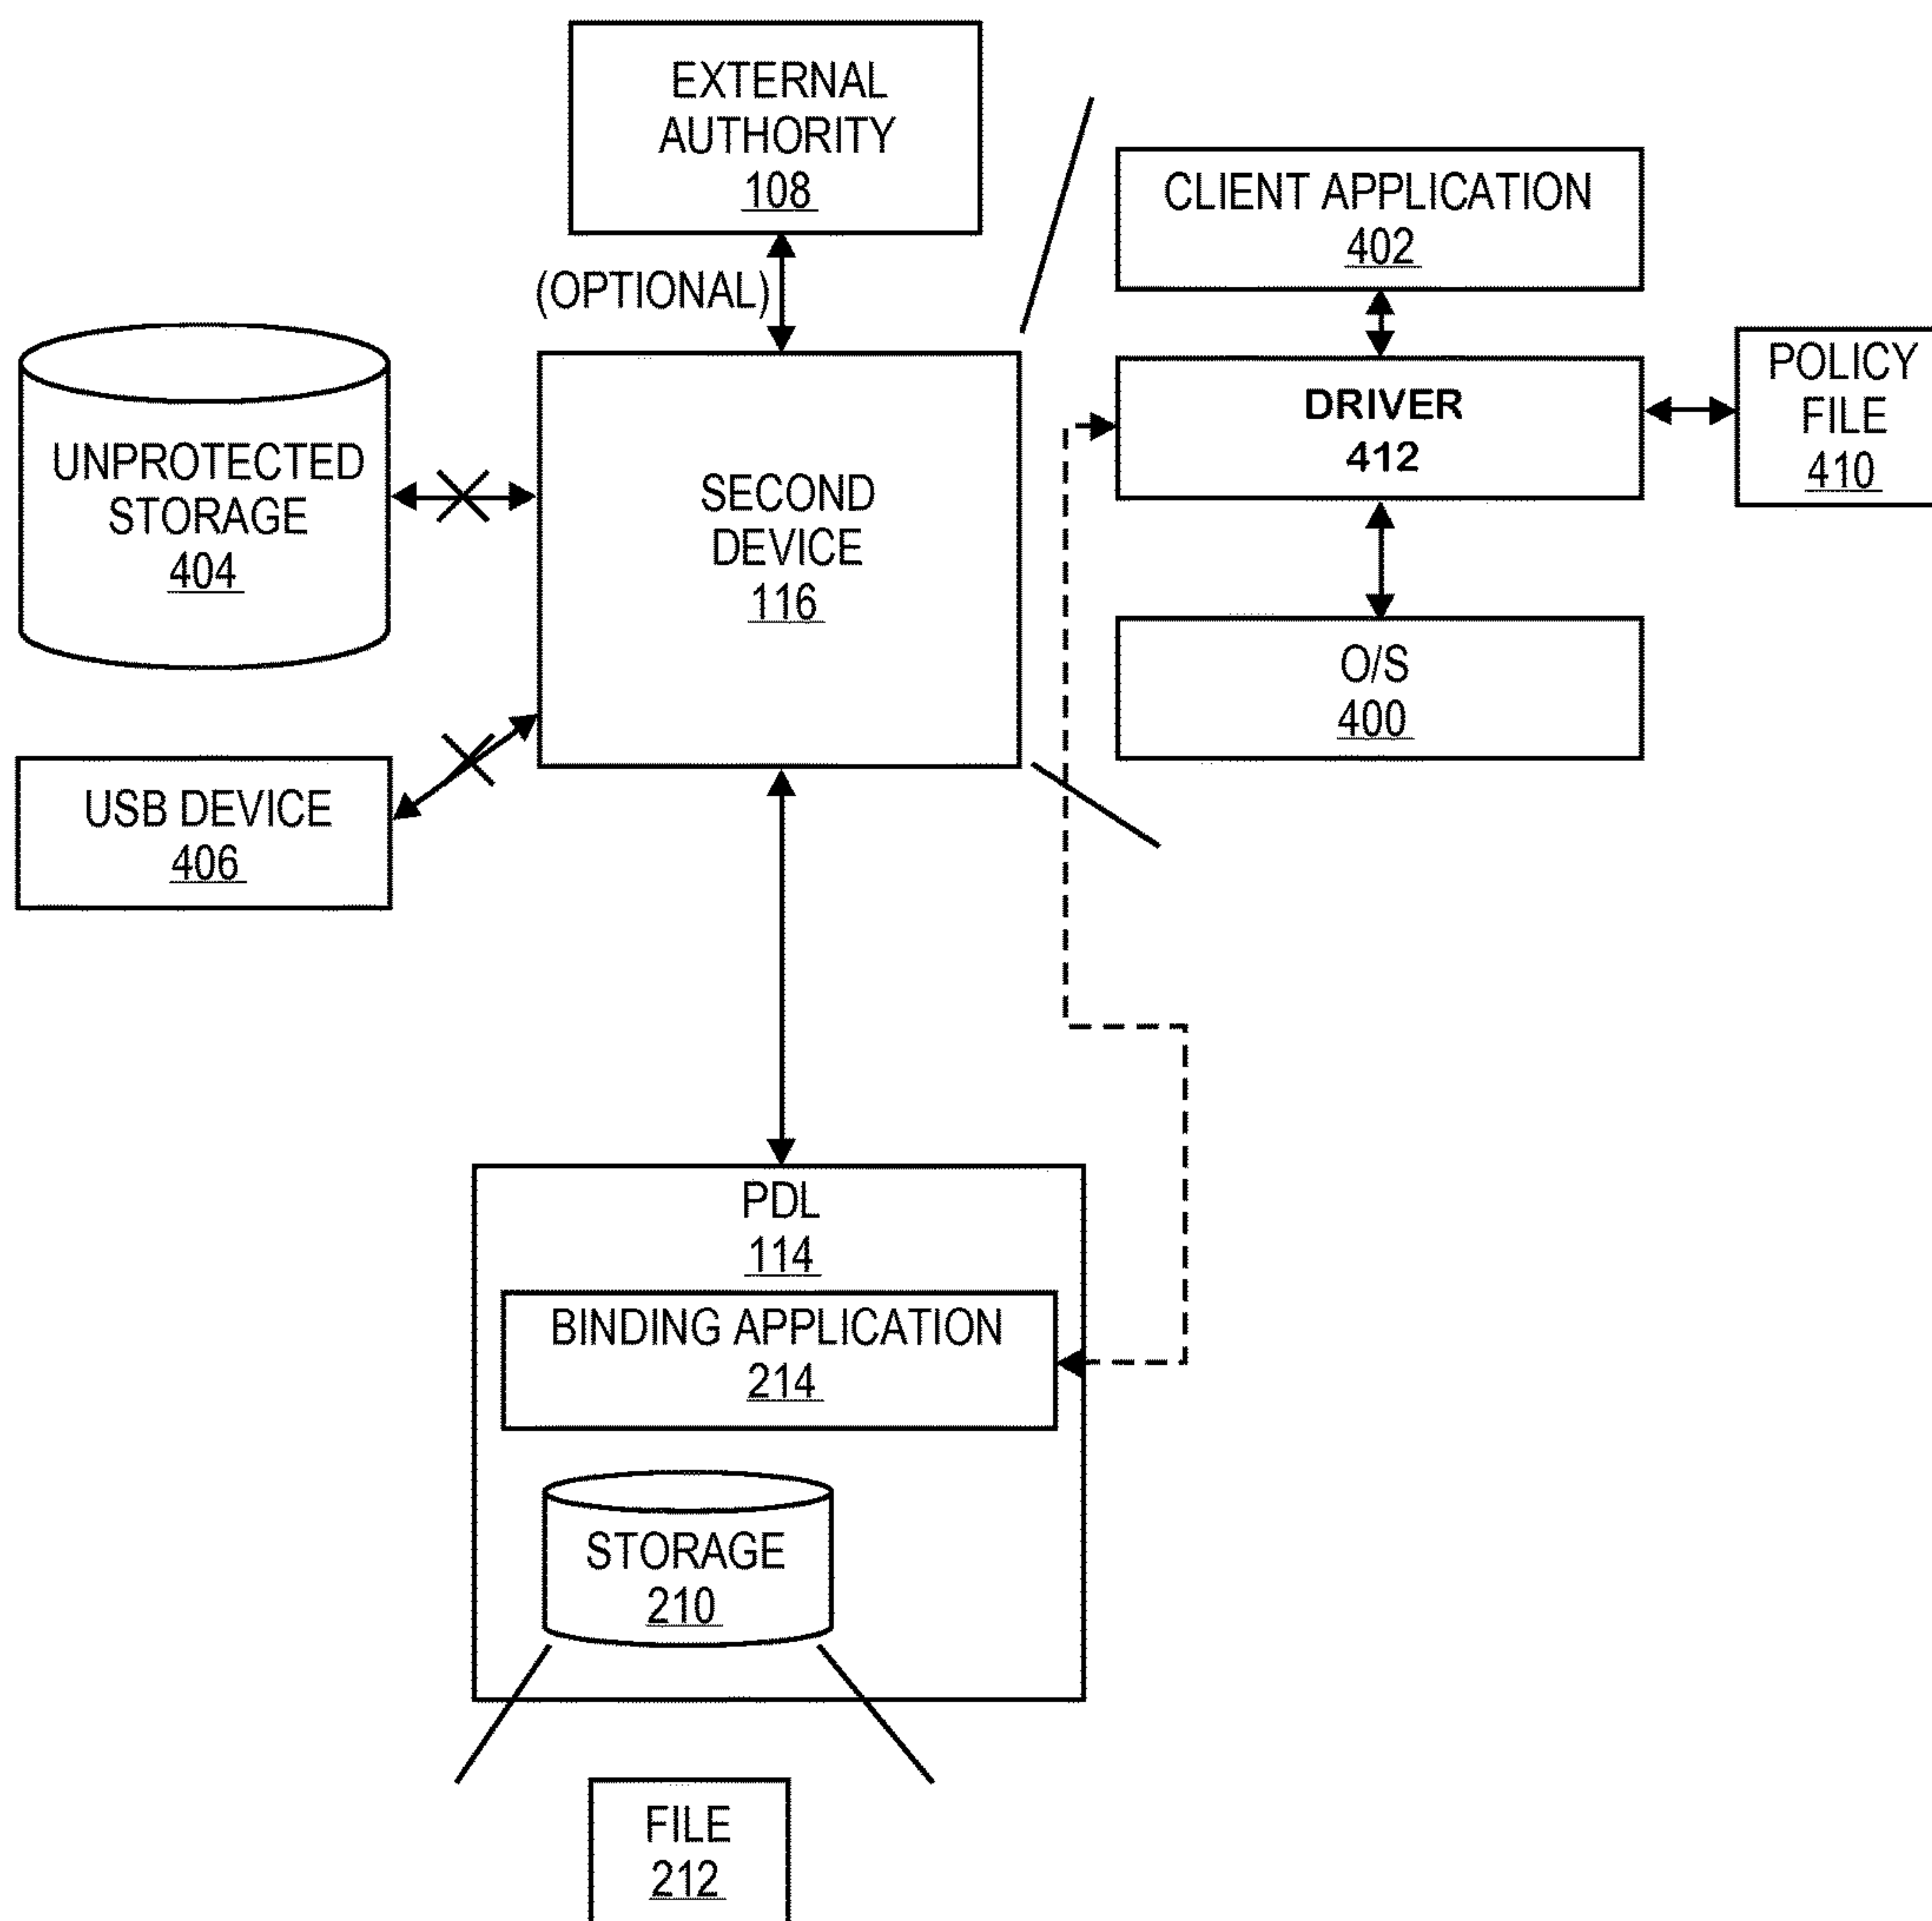 EXTERNAL
AUTHORITY
108
(OPTIONAL)
CLIENT APPLICATION
402
DRIVER
412
POLICY
FILE
410
UNPROTECTED
STORAGE
404
SECOND
DEVICE
116
O/S
400
USB DEVICE
406
PDL
114
BINDING APPLICATION
214
STORAGE
210
FILE
212